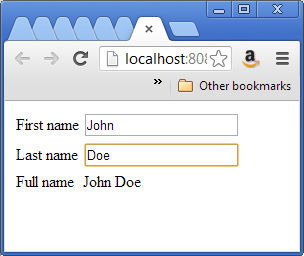 localhost:808
» Other bookmarks
First name John
Last name Doe
Full name John Doe